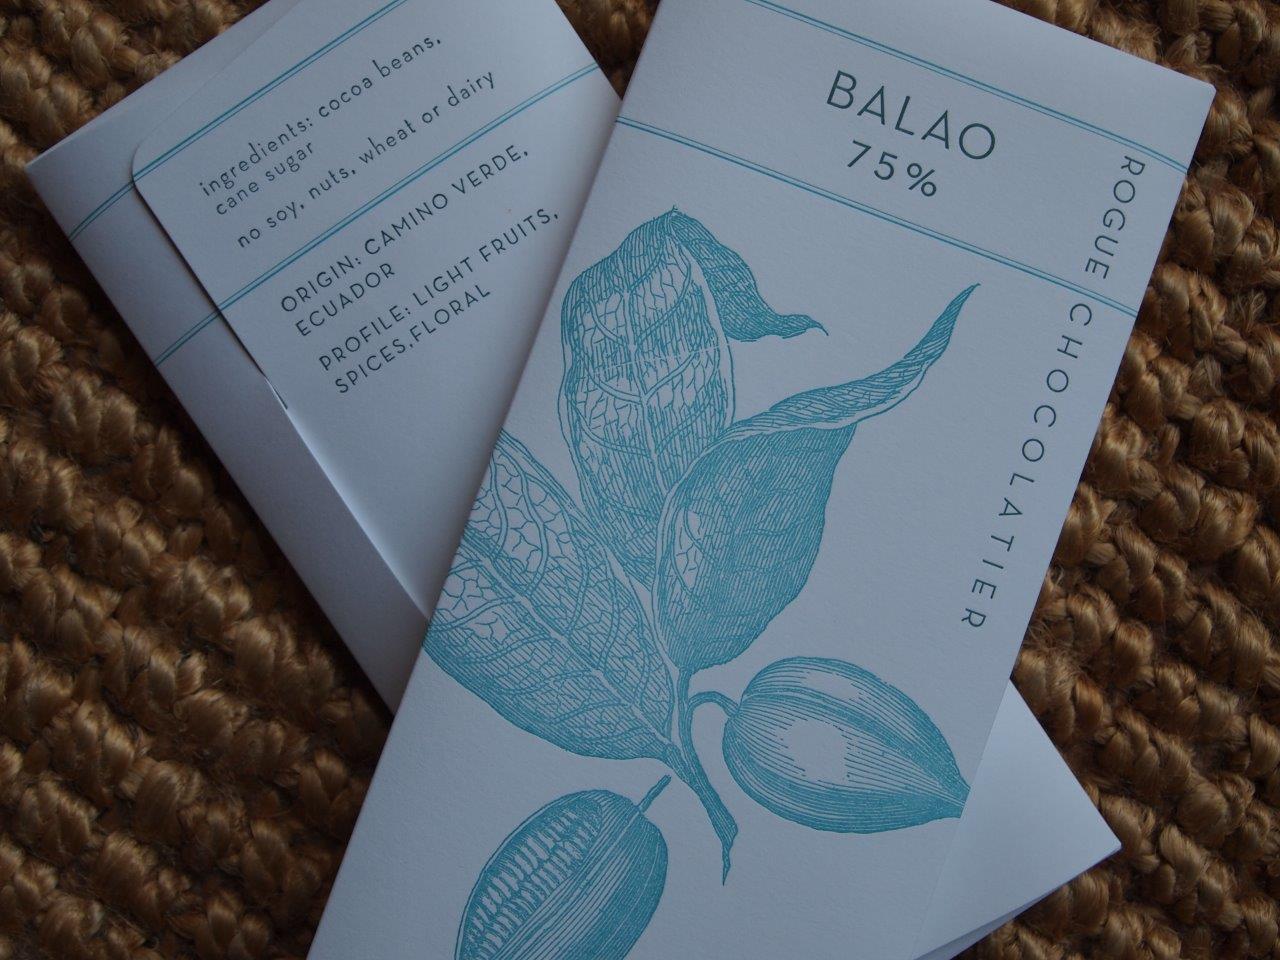 ingredients: cocoa beans,
cane sugar
no soy, nuts, wheat or dairy
ORIGIN: CAMINO VERDE,
ECUADOR
PROFILE: LIGHT FRUITS,
SPICES,FLORAL
BALAO
75%
ROGUE CHOCOLATIER